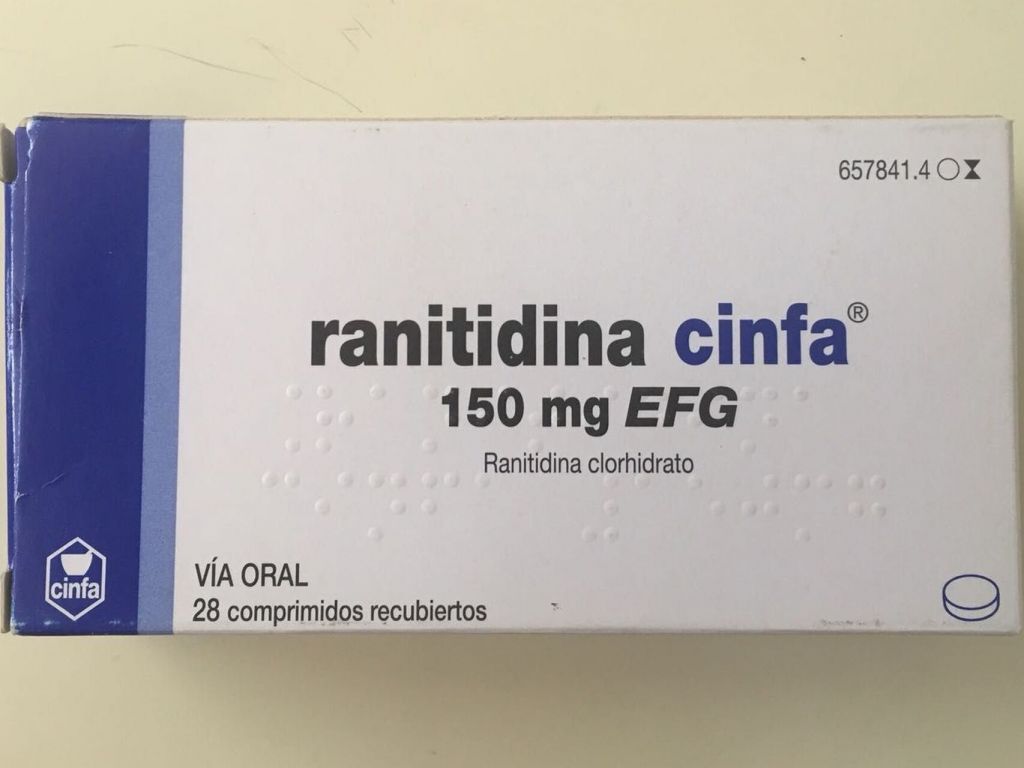 657841.4
ranitidina cinfa®
150 mg EFG
Ranitidina clorhidrato
VÍA ORAL
28 comprimidos recubiertos
cinfa